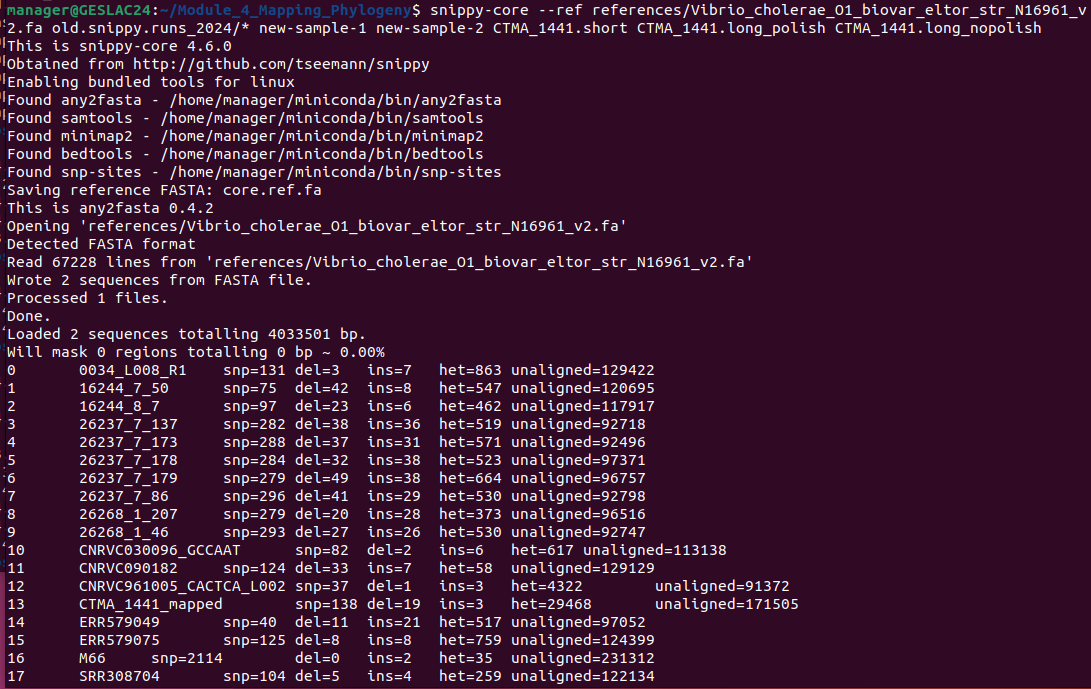 manager@GESLAC24:~/Module_4_Mapping_Phylogeny$ snippy-core --ref references/Vibrio_cholerae_O1_biovar_eltor_str_N16961_v
2.fa old.snippy.runs_2024/* new-sample-1 new-sample-2 CTMA_1441.short CTMA_1441.long_polish CTMA_1441.long_nopolish
This is snippy-core 4.6.0
Obtained from http://github.com/tseemann/snippy
Enabling bundled tools for linux
Found any2fasta - /home/manager/miniconda/bin/any2fasta
Found samtools - /home/manager/miniconda/bin/samtools
Found minimap2 - /home/manager/miniconda/bin/minimap2
Found bedtools - /home/manager/miniconda/bin/bedtools
Found snp-sites - /home/manager/miniconda/bin/snp-sites
Saving reference FASTA: core.ref.fa
This is any2fasta 0.4.2
Opening 'references/Vibrio_cholerae_O1_biovar_eltor_str_N16961_v2.fa'
Detected FASTA format
Read 67228 lines from 'references/Vibrio_cholerae_O1_biovar_eltor_str_N16961_v2.fa'
Wrote 2 sequences from FASTA file.
Processed 1 files.
Done.
Loaded 2 sequences totalling 4033501 bp.
Will mask 0 regions totalling 0 bp ~ 0.00%
0 0034_L008_R1 snp=131 del=3 ins=7 het=863 unaligned=129422
1 16244_7_50 snp=75 del=42 ins=8 het=547 unaligned=120695
2 16244_8_7 snp=97 del=23 ins=6 het=462 unaligned=117917
3 26237_7_137 snp=282 del=38 ins=36 het=519 unaligned=92718
4 26237_7_173 snp=288 del=37 ins=31 het=571 unaligned=92496
5 26237_7_178 snp=284 del=32 ins=38 het=523 unaligned=97371
6 26237_7_179 snp=279 del=49 ins=38 het=664 unaligned=96757
7 26237_7_86 snp=296 del=41 ins=29 het=530 unaligned=92798
8 26268_1_207 snp=279 del=20 ins=28 het=373 unaligned=96516
9 26268_1_46 snp=293 del=27 ins=26 het=530 unaligned=92747
10 CNRVC030096_GCCAAT snp=82 del=2 ins=6 het=617 unaligned=113138
11 CNRVC090182 snp=124 del=33 ins=7 het=58 unaligned=129129
12 CNRVC961005_CACTCA_L002 snp=37 del=1 ins=3 het=4322 unaligned=91372
13 CTMA_1441_mapped snp=138 del=19 ins=3 het=29468 unaligned=171505
14 ERR579049 snp=40 del=11 ins=21 het=517 unaligned=97052
15 ERR579075 snp=125 del=8 ins=8 het=759 unaligned=124399
16 M66 snp=2114 del=0 ins=2 het=35 unaligned=231312
17 SRR308704 snp=104 del=5 ins=4 het=259 unaligned=122134